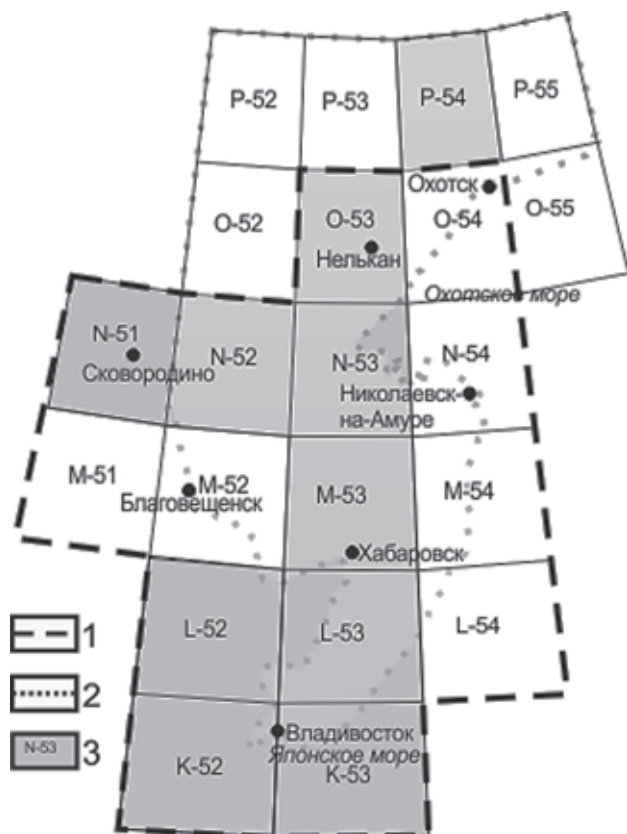 P-52
P-53
P-54
P-55
Охотск
O-52
O-53
O-54
O-55
Нелькан
Охотское море
N-51
N-52
N-53
N-54
Сковородино
Николаевск-
на-Амуре
M-51
M-52
M-53
M-54
Благовещенск
Хабаровск
L-52
L-53
L-54
1
2
N-53 3
Владивосток
Японское море
K-52
K-53